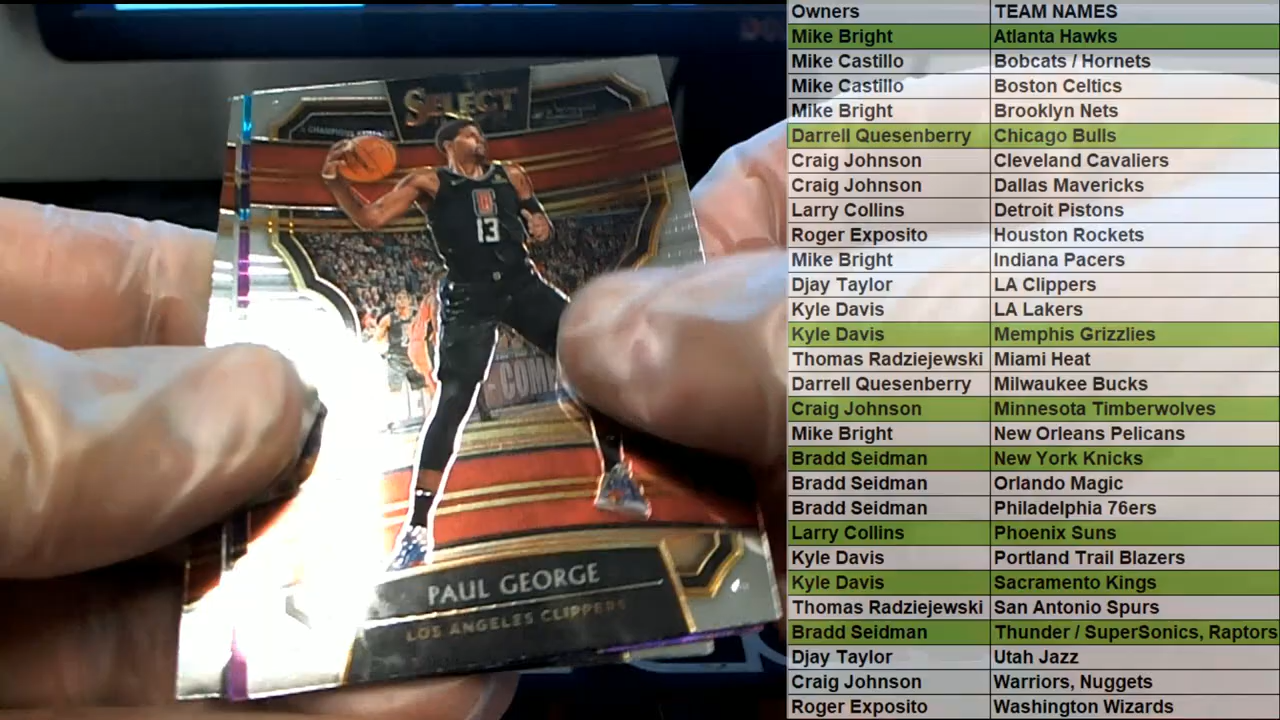 SELECT
13
PAUL GEORGE
LOS ANGELES CLIPPERS
Owners TEAM NAMES
Mike Bright Atlanta Hawks
Mike Castillo Bobcats / Hornets
Mike Castillo Boston Celtics
Mike Bright Brooklyn Nets
Darrell Quesenberry Chicago Bulls
Craig Johnson Cleveland Cavaliers
Craig Johnson Dallas Mavericks
Larry Collins Detroit Pistons
Roger Exposito Houston Rockets
Mike Bright Indiana Pacers
Djay Taylor LA Clippers
Kyle Davis LA Lakers
Kyle Davis Memphis Grizzlies
Thomas Radziejewski Miami Heat
Darrell Quesenberry Milwaukee Bucks
Craig Johnson Minnesota Timberwolves
Mike Bright New Orleans Pelicans
Bradd Seidman New York Knicks
Bradd Seidman Orlando Magic
Bradd Seidman Philadelphia 76ers
Larry Collins Phoenix Suns
Kyle Davis Portland Trail Blazers
Kyle Davis Sacramento Kings
Thomas Radziejewski San Antonio Spurs
Bradd Seidman Thunder / SuperSonics, Raptors
Djay Taylor Utah Jazz
Craig Johnson Warriors, Nuggets
Roger Exposito Washington Wizards